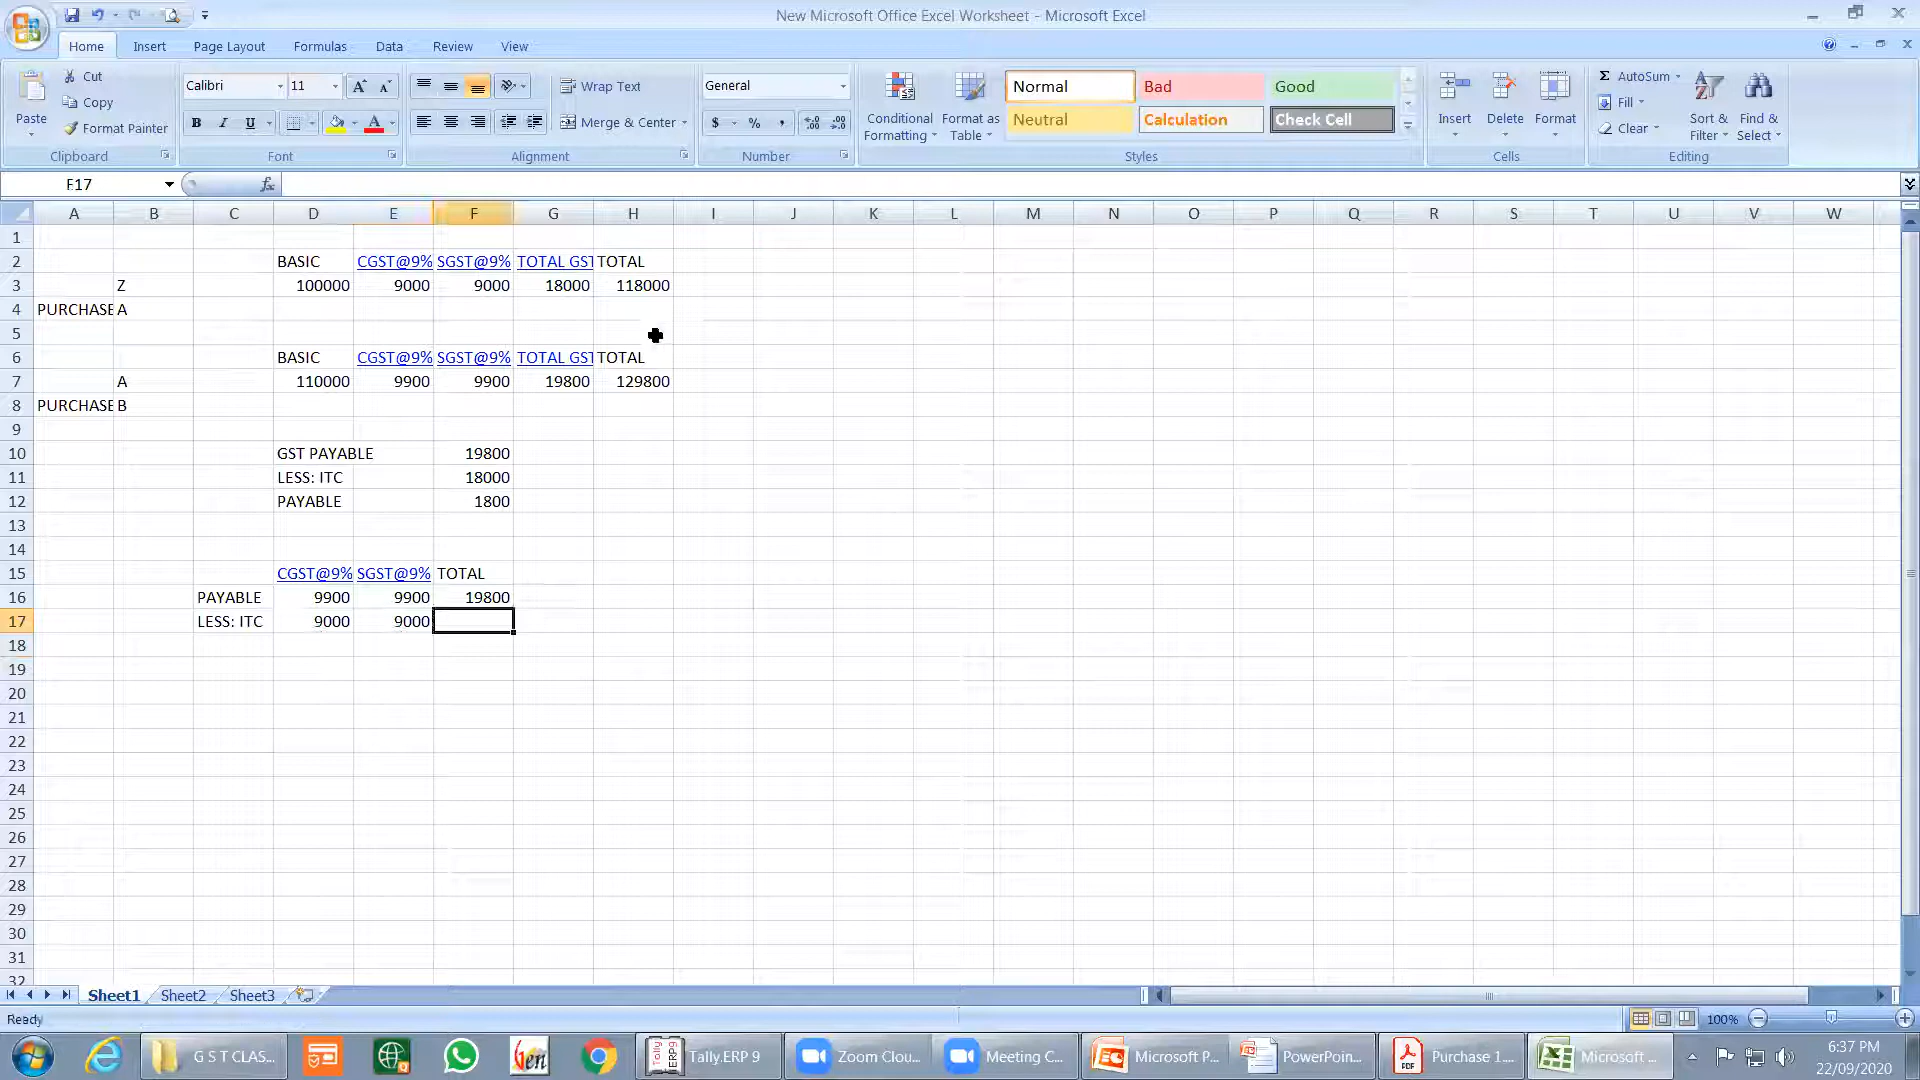 New Microsoft Office Excel Worksheet - Microsoft Excel
Home Insert Page Layout Formulas Data Review View
Paste
Cut
Copy
Format Painter
Clipboard
Calibri 11
B I U
Font
Wrap Text
Merge & Center
Alignment
General
$ % ,
Number
Conditional Formatting
Format as Table
Normal Bad Good
Neutral Calculation Check Cell
Styles
Insert Delete Format
Cells
Σ AutoSum
Fill
Clear
Sort & Filter
Find & Select
Editing
F17 fx
A B C D E F G H I J K L M N O P Q R S T U V W
1
2 BASIC CGST@9% SGST@9% TOTAL GST TOTAL
3 Z 100000 9000 9000 18000 118000
4 PURCHASE A
5
6 BASIC CGST@9% SGST@9% TOTAL GST TOTAL
7 A 110000 9900 9900 19800 129800
8 PURCHASE B
9
10 GST PAYABLE 19800
11 LESS: ITC 18000
12 PAYABLE 1800
13
14
15 CGST@9% SGST@9% TOTAL
16 PAYABLE 9900 9900 19800
17 LESS: ITC 9000 9000
18
19
20
21
22
23
24
25
26
27
28
29
30
31
32
Sheet1 Sheet2 Sheet3
Ready 100%
G S T CLAS... Gen Tally.ERP 9 Zoom Clou... Meeting C... Microsoft P... PowerPoin... Purchase 1.... Microsoft ...
6:37 PM
22/09/2020